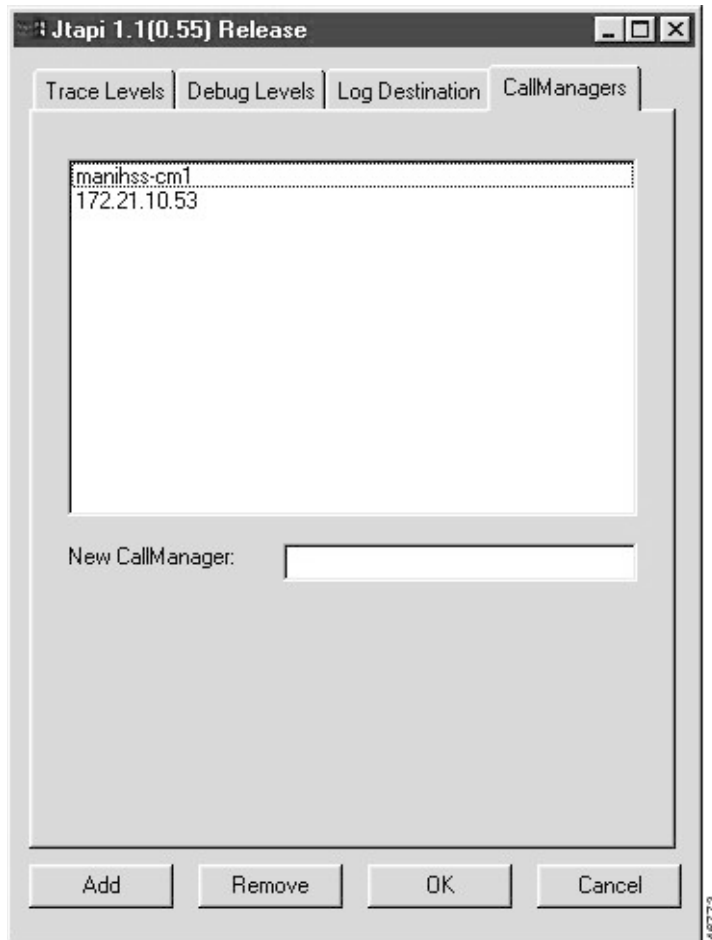 Jtapi 1.1(0.55) Release
Trace Levels Debug Levels Log Destination CallManagers
manihss-cm1
172.21.10.53
New CallManager:
Add Remove OK Cancel